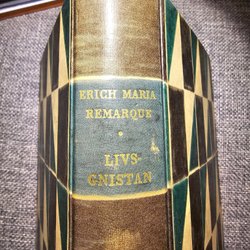 ERICH MARIA
REMARQUE
•
LIVS-
GNISTAN